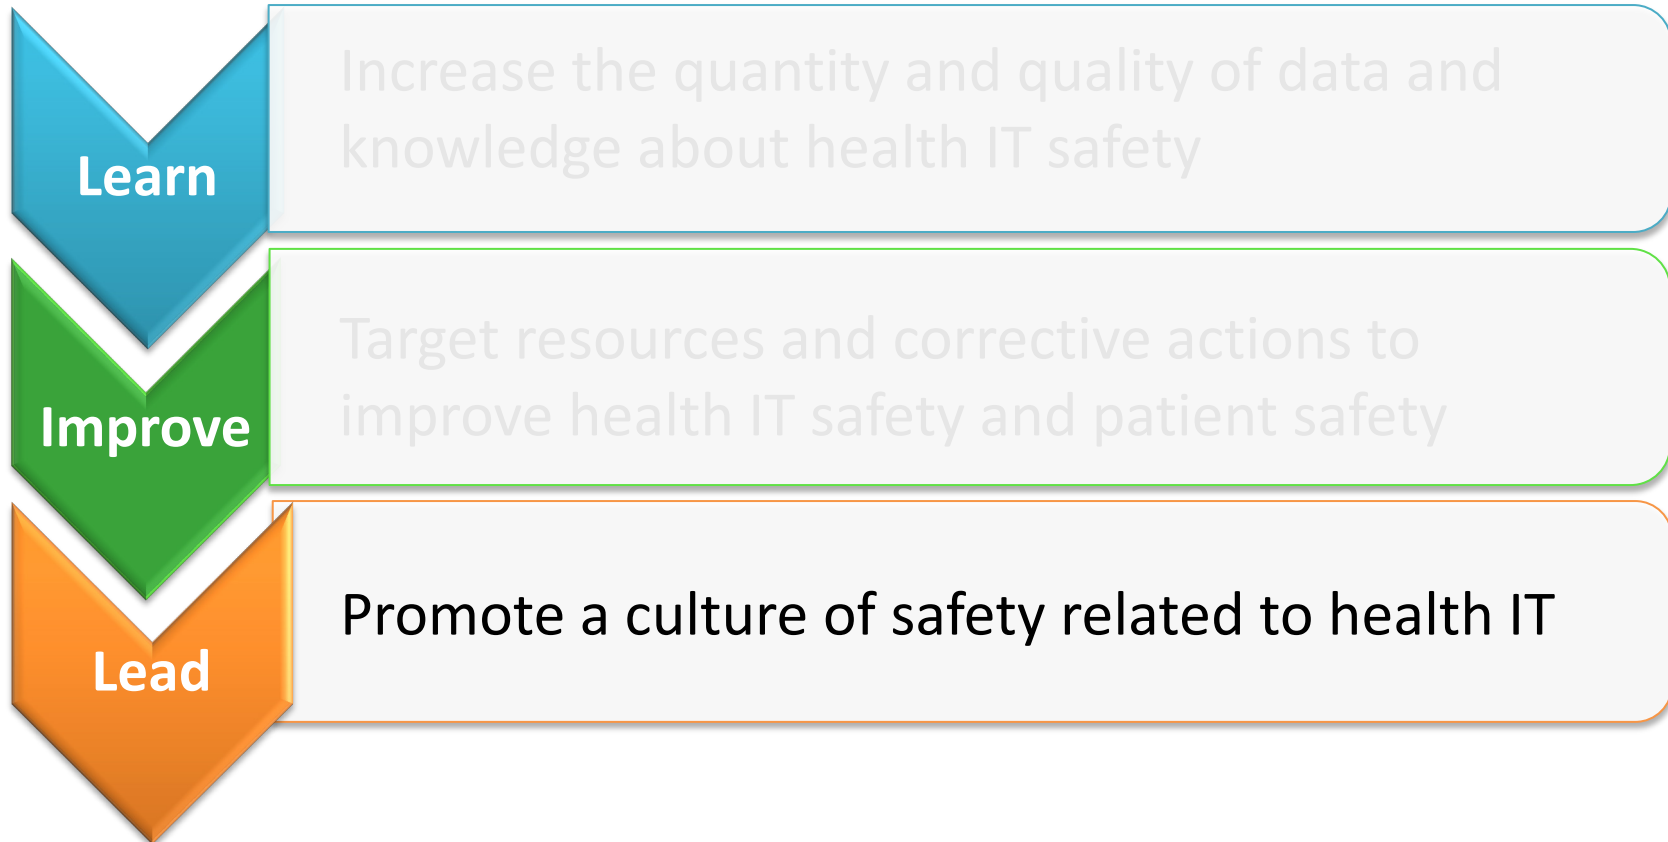 Learn
Increase the quantity and quality of data and
knowledge about health IT safety
Improve
Target resources and corrective actions to
improve health IT safety and patient safety
Lead
Promote a culture of safety related to health IT